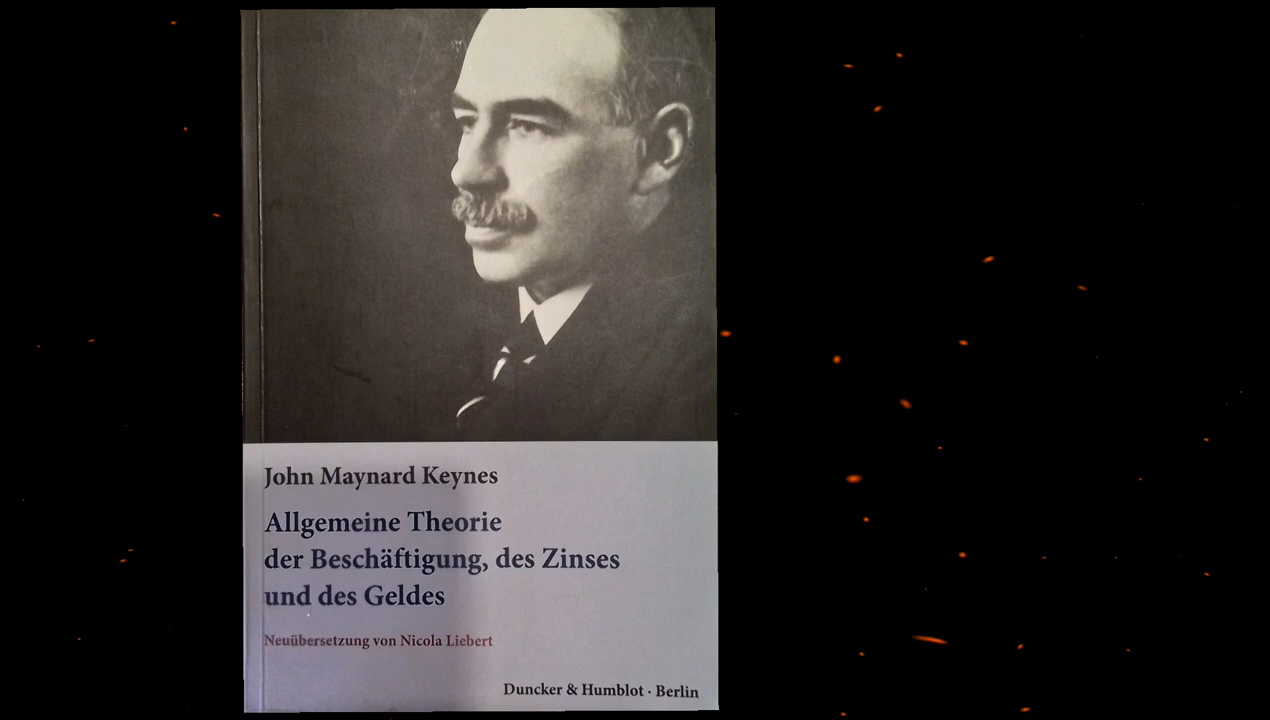 John Maynard Keynes
Allgemeine Theorie
der Beschäftigung, des Zinses
und des Geldes
Neuübersetzung von Nicola Liebert
Duncker & Humblot · Berlin